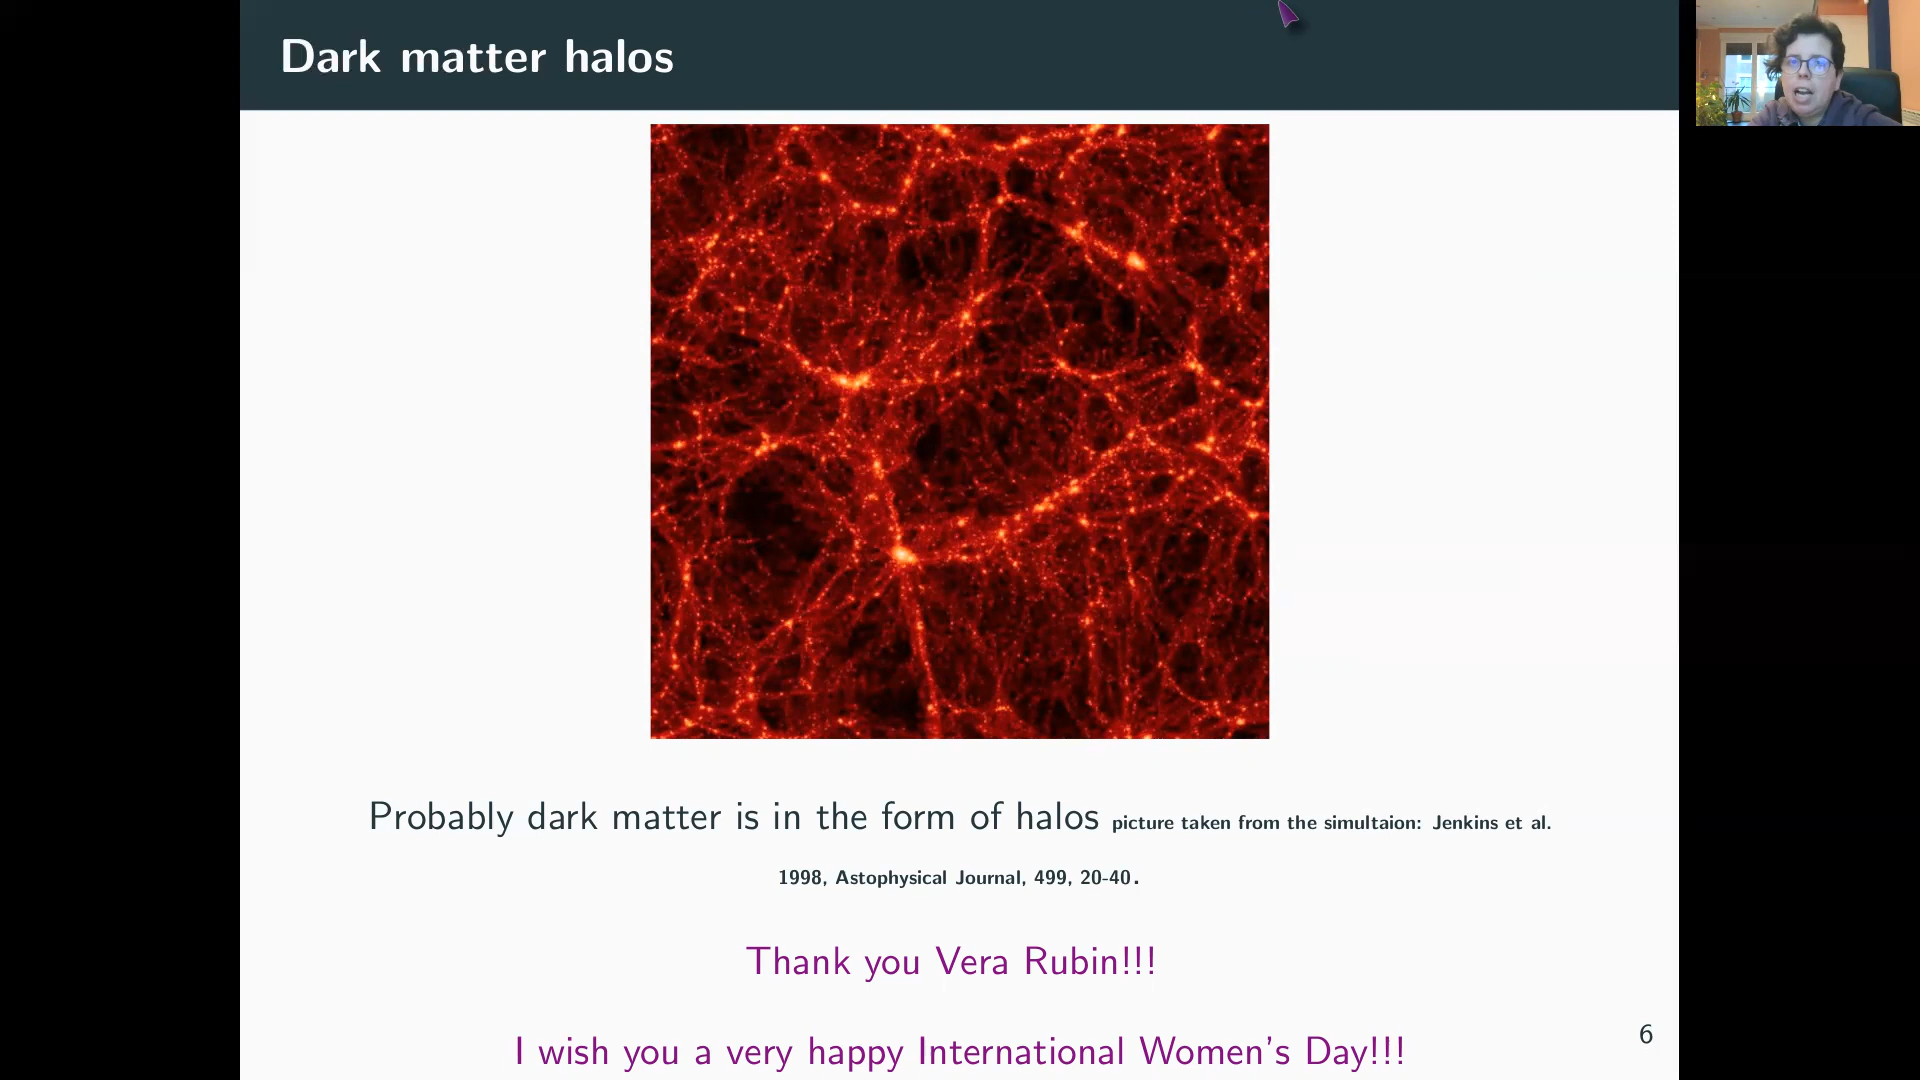 Dark matter halos
Probably dark matter is in the form of halos picture taken from the simultaion: Jenkins et al.
1998, Astophysical Journal, 499, 20-40.
Thank you Vera Rubin!!!
6
I wish you a very happy International Women's Day!!!